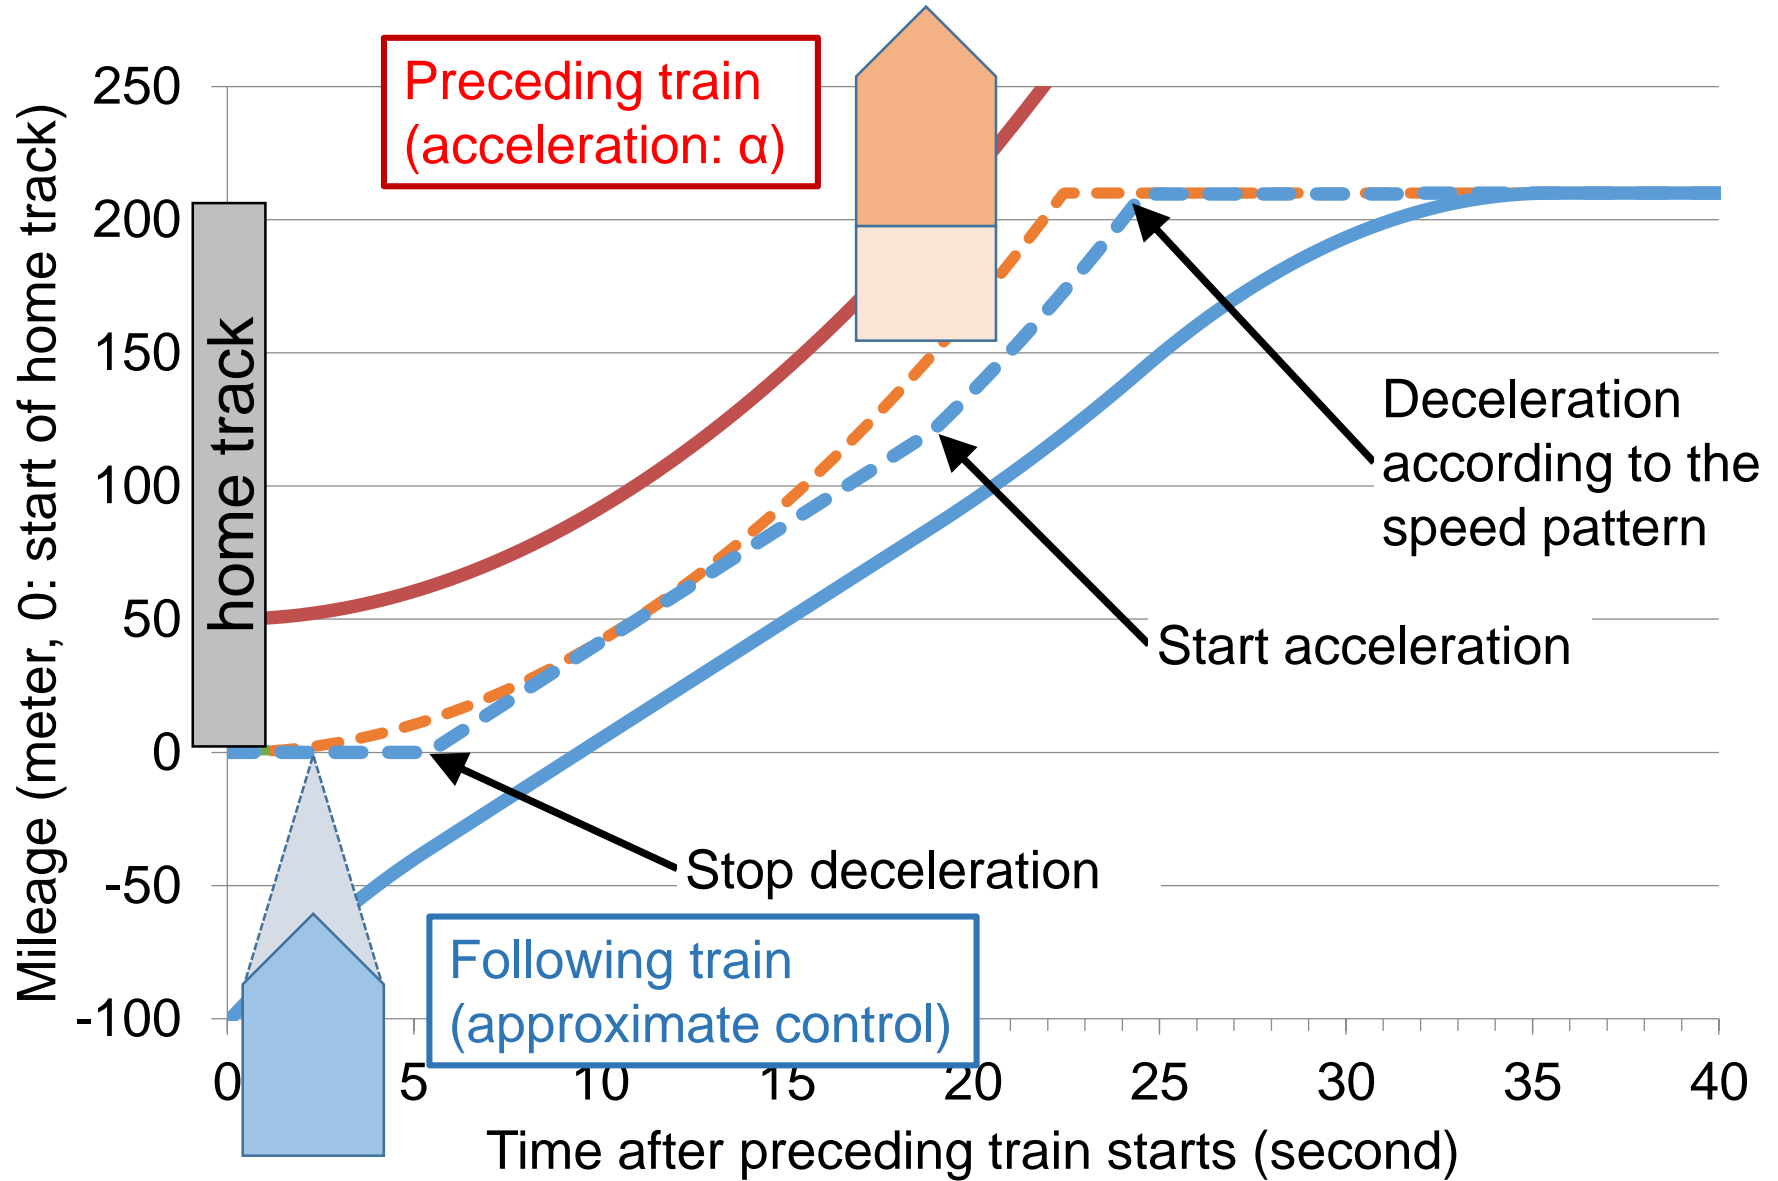 Preceding train
(acceleration: α)
250
200
150
100
50
0
-50
-100
Mileage (meter, 0: start of home track)
home track
Deceleration
according to the
speed pattern
Start acceleration
Stop deceleration
Following train
(approximate control)
0 5 10 15 20 25 30 35 40
Time after preceding train starts (second)